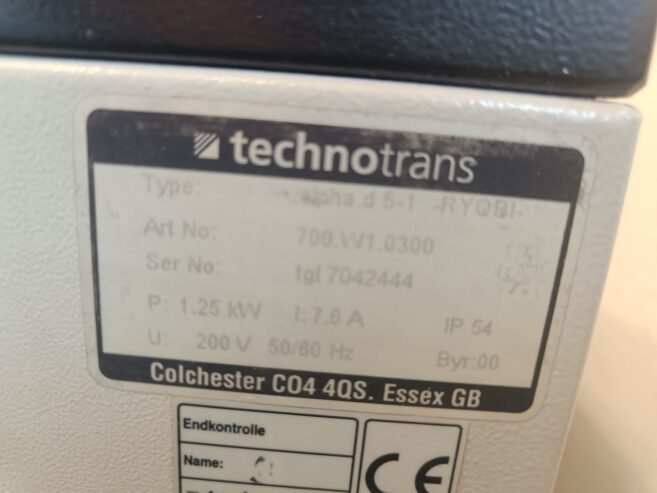 technotrans
Type: alpha.d 5-1 -RYOBI-
Art No: 700.W1.0300
Ser No: tgl 7042444
P: 1.25 kW I: 7.6 A IP 54
U: 200 V 50/60 Hz Byr:00
Colchester CO4 4QS. Essex GB
Endkontrolle
Name:
CE